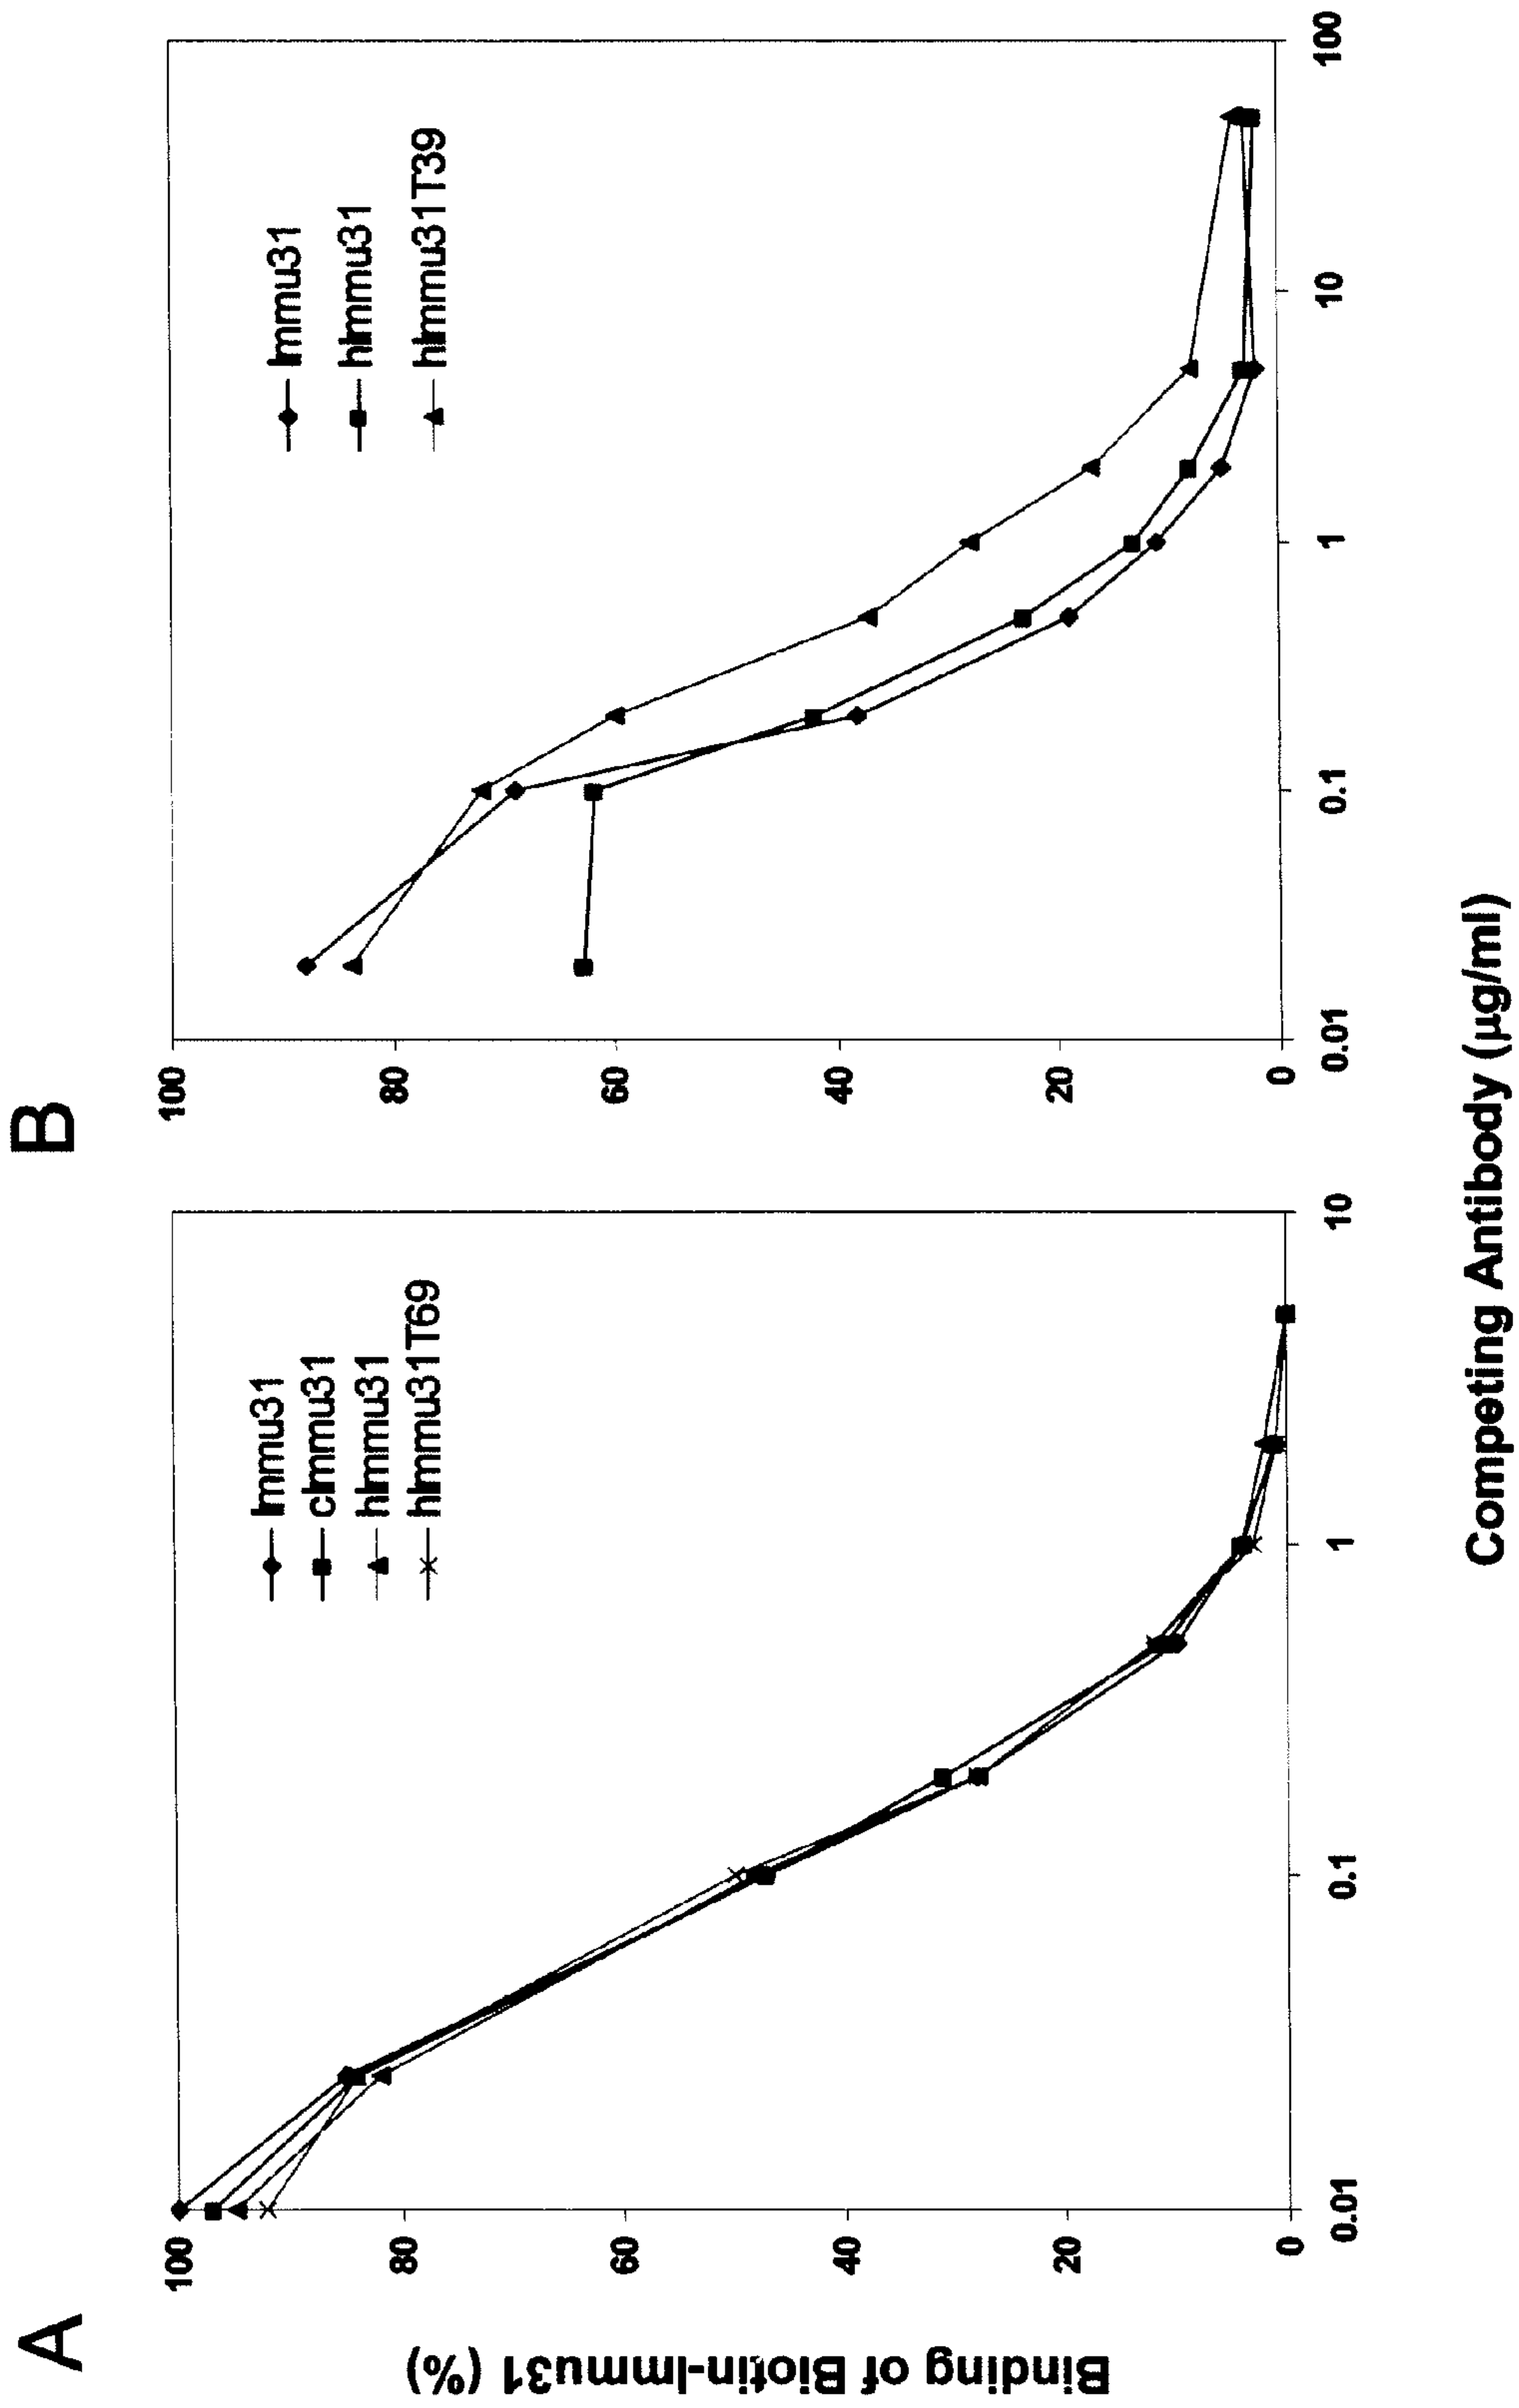 A
Binding of Biotin-Immu31 (%)
100
80
60
40
20
0
0.01
0.1
1
10
Immu31
cImmu31
hImmu31
hImmu31T69
B
100
80
60
40
20
0
0.01
0.1
1
10
100
Immu31
hImmu31
hImmu31T39
Competing Antibody (µg/ml)